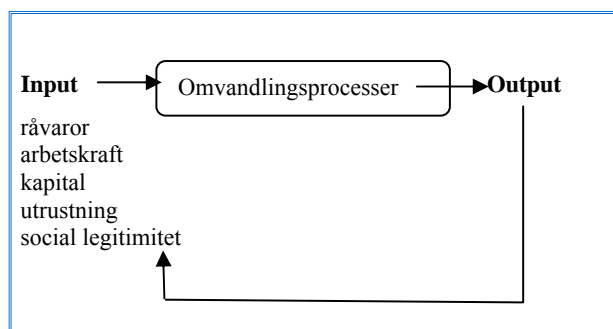 Input Omvandlingsprocesser Output
råvaror
arbetskraft
kapital
utrustning
social legitimitet